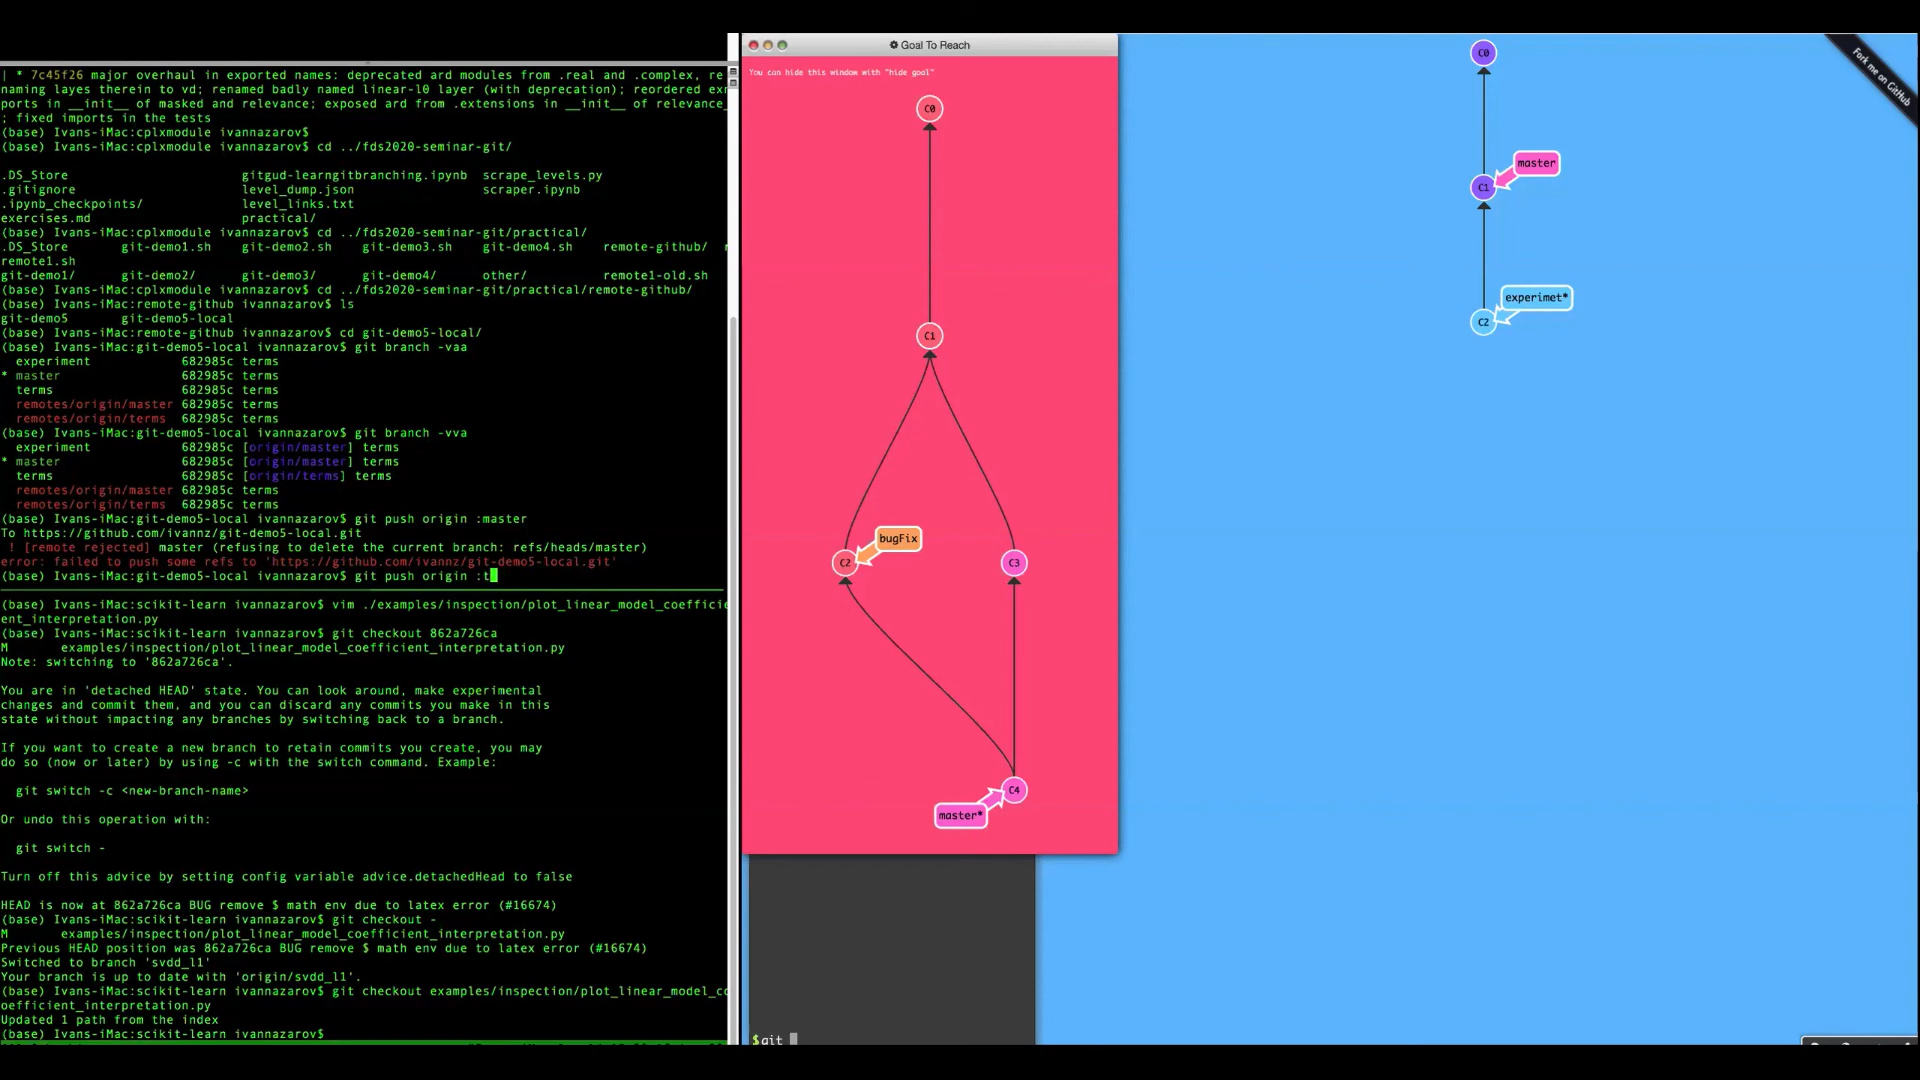 | * 7c45f26 major overhaul in exported names: deprecated ard modules from .real and .complex, re
naming layes therein to vd; renamed badly named linear-l0 layer (with deprecation); reordered ex
ports in __init__ of masked and relevance; exposed ard from .extensions in __init__ of relevance
; fixed imports in the tests
(base) Ivans-iMac:cplxmodule ivannazarov$
(base) Ivans-iMac:cplxmodule ivannazarov$ cd ../fds2020-seminar-git/
.DS_Store gitgud-learngitbranching.ipynb scrape_levels.py
.gitignore level_dump.json scraper.ipynb
.ipynb_checkpoints/ level_links.txt
exercises.md practical/
(base) Ivans-iMac:cplxmodule ivannazarov$ cd ../fds2020-seminar-git/practical/
.DS_Store git-demo1.sh git-demo2.sh git-demo3.sh git-demo4.sh remote-github/
remote1.sh
git-demo1/ git-demo2/ git-demo3/ git-demo4/ other/ remote1-old.sh
(base) Ivans-iMac:cplxmodule ivannazarov$ cd ../fds2020-seminar-git/practical/remote-github/
(base) Ivans-iMac:remote-github ivannazarov$ ls
git-demo5 git-demo5-local
(base) Ivans-iMac:remote-github ivannazarov$ cd git-demo5-local/
(base) Ivans-iMac:git-demo5-local ivannazarov$ git branch -vaa
experiment 682985c terms
* master 682985c terms
terms 682985c terms
remotes/origin/master 682985c terms
remotes/origin/terms 682985c terms
(base) Ivans-iMac:git-demo5-local ivannazarov$ git branch -vva
experiment 682985c [origin/master] terms
* master 682985c [origin/master] terms
terms 682985c [origin/terms] terms
remotes/origin/master 682985c terms
remotes/origin/terms 682985c terms
(base) Ivans-iMac:git-demo5-local ivannazarov$ git push origin :master
To https://github.com/ivannz/git-demo5-local.git
! [remote rejected] master (refusing to delete the current branch: refs/heads/master)
error: failed to push some refs to 'https://github.com/ivannz/git-demo5-local.git'
(base) Ivans-iMac:git-demo5-local ivannazarov$ git push origin :t
(base) Ivans-iMac:scikit-learn ivannazarov$ vim ./examples/inspection/plot_linear_model_coeffici
ent_interpretation.py
(base) Ivans-iMac:scikit-learn ivannazarov$ git checkout 862a726ca
M examples/inspection/plot_linear_model_coefficient_interpretation.py
Note: switching to '862a726ca'.
You are in 'detached HEAD' state. You can look around, make experimental
changes and commit them, and you can discard any commits you make in this
state without impacting any branches by switching back to a branch.
If you want to create a new branch to retain commits you create, you may
do so (now or later) by using -c with the switch command. Example:
git switch -c <new-branch-name>
Or undo this operation with:
git switch -
Turn off this advice by setting config variable advice.detachedHead to false
HEAD is now at 862a726ca BUG remove $ math env due to latex error (#16674)
(base) Ivans-iMac:scikit-learn ivannazarov$ git checkout -
M examples/inspection/plot_linear_model_coefficient_interpretation.py
Previous HEAD position was 862a726ca BUG remove $ math env due to latex error (#16674)
Switched to branch 'svdd_l1'
Your branch is up to date with 'origin/svdd_l1'.
(base) Ivans-iMac:scikit-learn ivannazarov$ git checkout examples/inspection/plot_linear_model_c
oefficient_interpretation.py
Updated 1 path from the index
(base) Ivans-iMac:scikit-learn ivannazarov$
Goal To Reach
You can hide this window with "hide goal"
C0
C1
bugFix
C2
C3
C4
master*
$ git
C0
master
C1
experimet*
C2
Fork me on GitHub